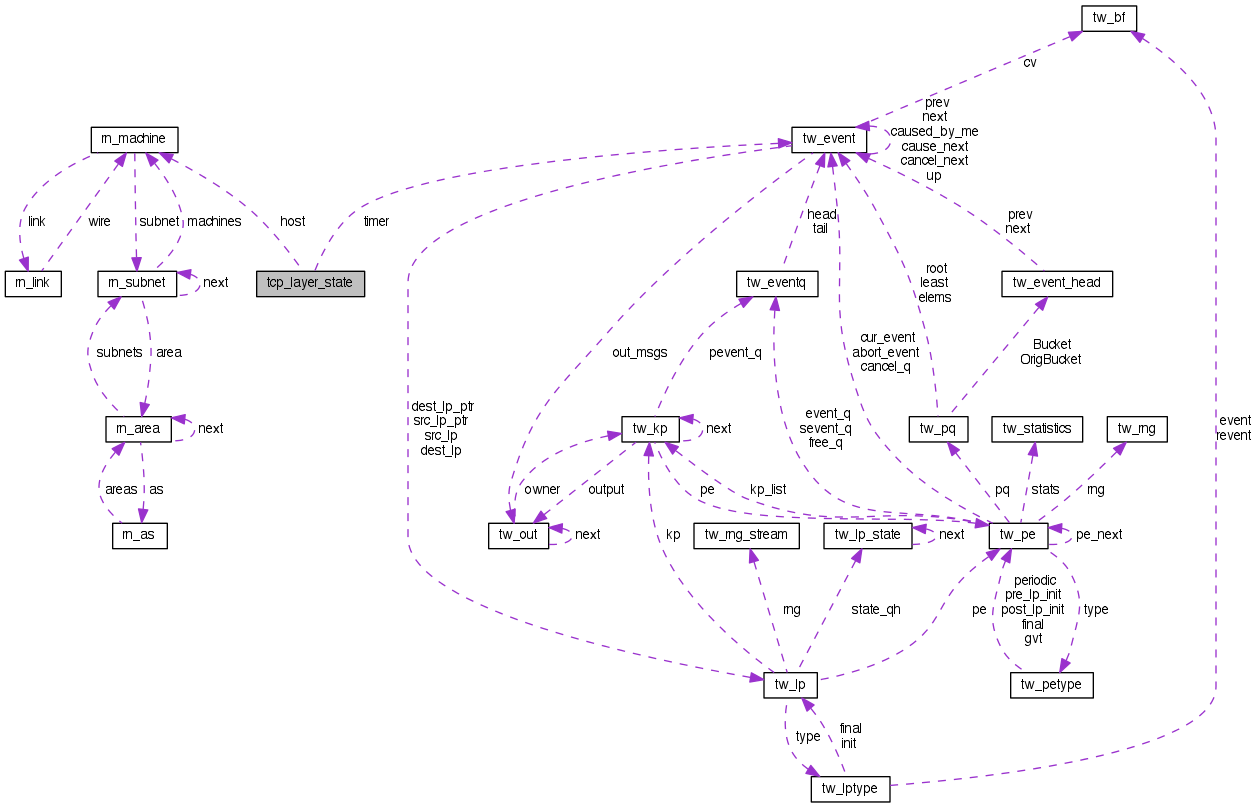 tw_bf
cv
prev
next
caused_by_me
cause_next
cancel_next
up
rn_machine
tw_event
link
wire
subnet
machines
host
timer
head
tail
prev
next
rn_link
rn_subnet
next
tcp_layer_state
tw_eventq
tw_event_head
root
least
elems
subnets
area
out_msgs
pevent_q
cur_event
abort_event
cancel_q
Bucket
OrigBucket
dest_lp_ptr
src_lp_ptr
src_lp
dest_lp
event_q
sevent_q
free_q
event
revent
rn_area
next
tw_kp
next
tw_pq
tw_statistics
tw_rng
areas
as
owner
output
pe
kp_list
pq
stats
rng
rn_as
tw_out
next
kp
tw_rng_stream
tw_lp_state
next
tw_pe
pe_next
rng
state_qh
pe
periodic
pre_lp_init
post_lp_init
final
gvt
type
tw_lp
tw_petype
type
final
init
tw_lptype